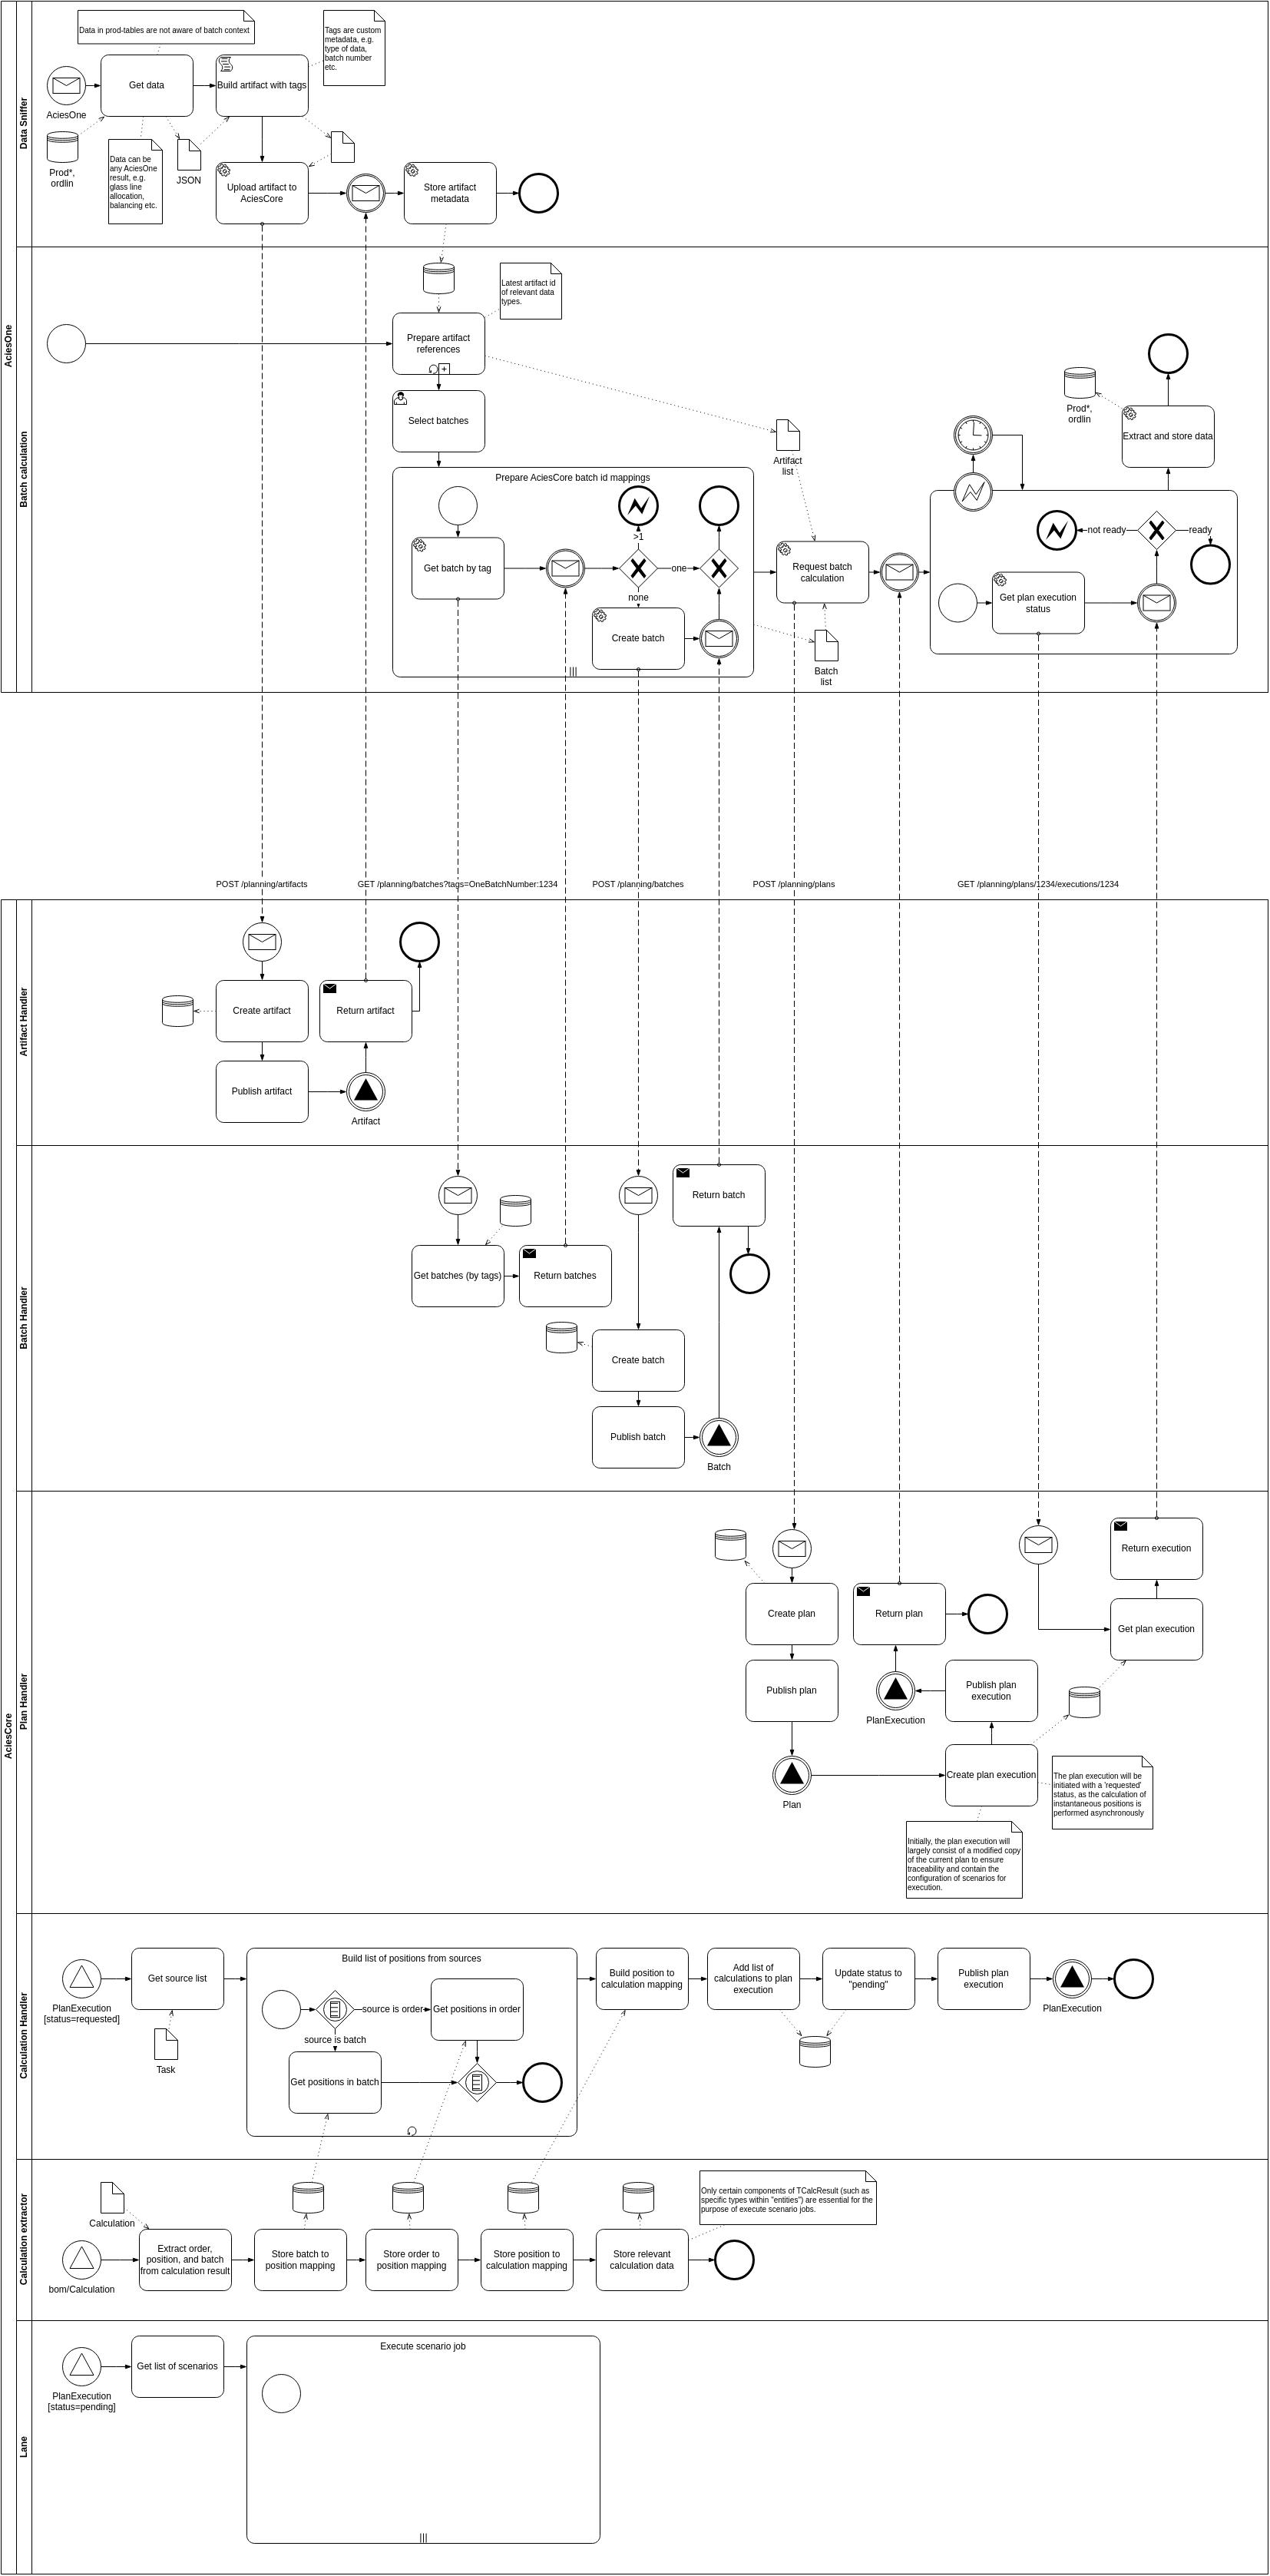 AciesOne
Data Sniffer
Data in prod-tables are not aware of batch context
Tags are custom
metadata, e.g.
type of data,
batch number
etc.
AciesOne
Get data
Build artifact with tags
Prod*,
ordlin
Data can be
any AciesOne
result, e.g.
glass line
allocation,
balancing etc.
JSON
Upload artifact to
AciesCore
Store artifact
metadata
Batch calculation
Latest artifact id
of relevant data
types.
Prepare artifact
references
Select batches
Artifact
list
Prod*,
ordlin
Extract and store data
Prepare AciesCore batch id mappings
Get batch by tag
>1
one
none
Create batch
Request batch
calculation
Batch
list
not ready
ready
Get plan execution
status
POST /planning/artifacts
GET /planning/batches?tags=OneBatchNumber:1234
POST /planning/batches
POST /planning/plans
GET /planning/plans/1234/executions/1234
AciesCore
Artifact Handler
Create artifact
Return artifact
Publish artifact
Artifact
Batch Handler
Return batch
Get batches (by tags)
Return batches
Create batch
Publish batch
Batch
Plan Handler
Return execution
Create plan
Return plan
Get plan execution
Publish plan
PlanExecution
Publish plan
execution
Plan
Create plan execution
The plan execution will be
initiated with a 'requested'
status, as the calculation of
instantaneous positions is
performed asynchronously
Initially, the plan execution will
largely consist of a modified copy
of the current plan to ensure
traceability and contain the
configuration of scenarios for
execution.
Calculation Handler
PlanExecution
[status=requested]
Get source list
Task
Build list of positions from sources
source is order
Get positions in order
source is batch
Get positions in batch
Build position to
calculation mapping
Add list of
calculations to plan
execution
Update status to
"pending"
Publish plan
execution
PlanExecution
Calculation extractor
Calculation
bom/Calculation
Extract order,
position, and batch
from calculation result
Store batch to
position mapping
Store order to
position mapping
Store position to
calculation mapping
Store relevant
calculation data
Only certain components of TCalcResult (such as
specific types within "entities") are essential for the
purpose of execute scenario jobs.
Lane
PlanExecution
[status=pending]
Get list of scenarios
Execute scenario job